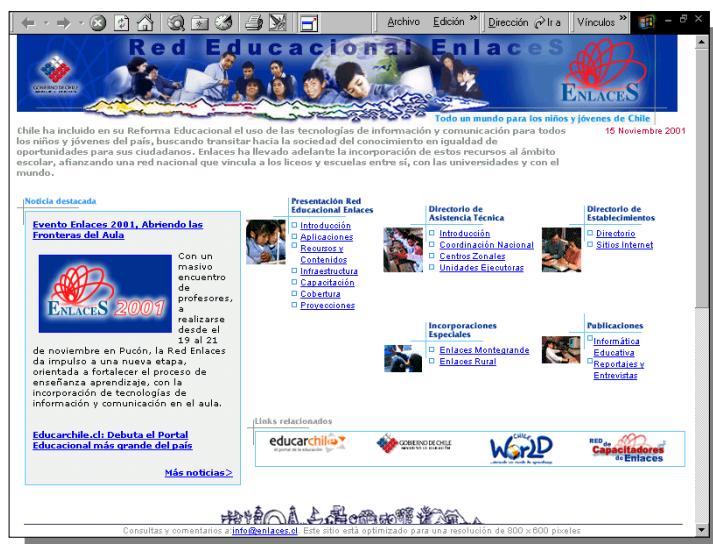 Archivo Edición » Dirección Ir a Vínculos »
Red Educacional EnlaceS
GOBIERNO DE CHILE
ENLACES
Todo un mundo para los niños y jóvenes de Chile
15 Noviembre 2001
Chile ha incluido en su Reforma Educacional el uso de las tecnologías de información y comunicación para todos
los niños y jóvenes del país, buscando transitar hacia la sociedad del conocimiento en igualdad de
oportunidades para sus ciudadanos. Enlaces ha llevado adelante la incorporación de estos recursos al ámbito
escolar, afianzando una red nacional que vincula a los liceos y escuelas entre sí, con las universidades y con el
mundo.
Noticia destacada
Evento Enlaces 2001, Abriendo las
Fronteras del Aula
ENLACES 2001
Con un
masivo
encuentro
de
profesores,
a
realizarse
desde el
19 al 21
de noviembre en Pucón, la Red Enlaces
da impulso a una nueva etapa,
orientada a fortalecer el proceso de
enseñanza aprendizaje, con la
incorporación de tecnologías de
información y comunicación en el aula.
Educarchile.cl: Debuta el Portal
Educacional más grande del país
Más noticias>
Presentación Red
Educacional Enlaces
Introducción
Aplicaciones
Recursos y
Contenidos
Infraestructura
Capacitación
Cobertura
Proyecciones
Directorio de
Asistencia Técnica
Introducción
Coordinación Nacional
Centros Zonales
Unidades Ejecutoras
Directorio de
Establecimientos
Directorio
Sitios Internet
Incorporaciones
Especiales
Enlaces Montegrande
Enlaces Rural
Publicaciones
Informática
Educativa
Reportajes y
Entrevistas
Links relacionados
educarchile
el portal de la educación
GOBIERNO DE CHILE
MINISTERIO DE EDUCACIÓN
CHILE
WorLD
RED de
Capacitadores
de Enlaces
Consultas y comentarios a:info@enlaces.cl. Este sitio está optimizado para una resolución de 800 x 600 pixeles